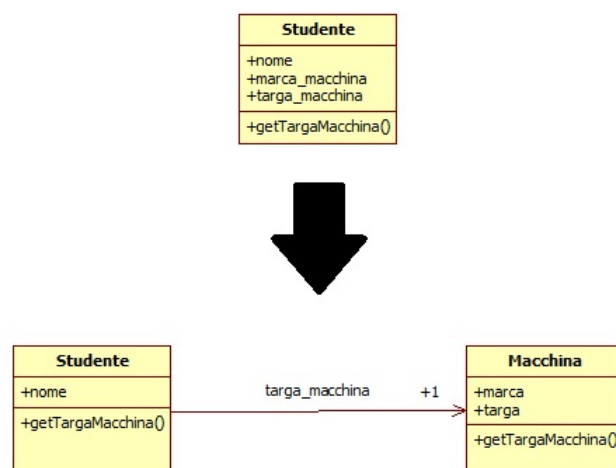 Studente
+nome
+marca_macchina
+targa_macchina
+getTargaMacchina()
Studente
+nome
+getTargaMacchina()
targa_macchina +1
Macchina
+marca
+targa
+getTargaMacchina()